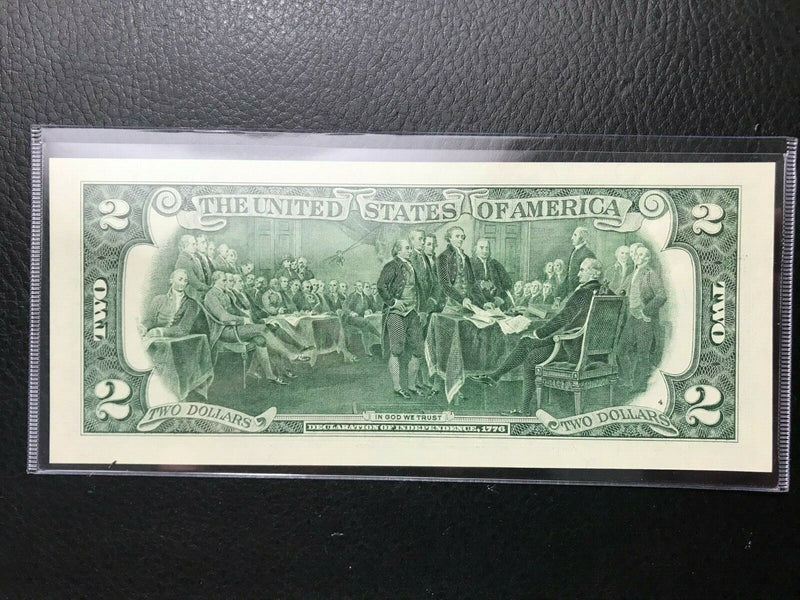 2 THE UNITED STATES OF AMERICA 2
TWO TWO
2 TWO DOLLARS TWO DOLLARS 2
4
IN GOD WE TRUST
DECLARATION OF INDEPENDENCE, 1776